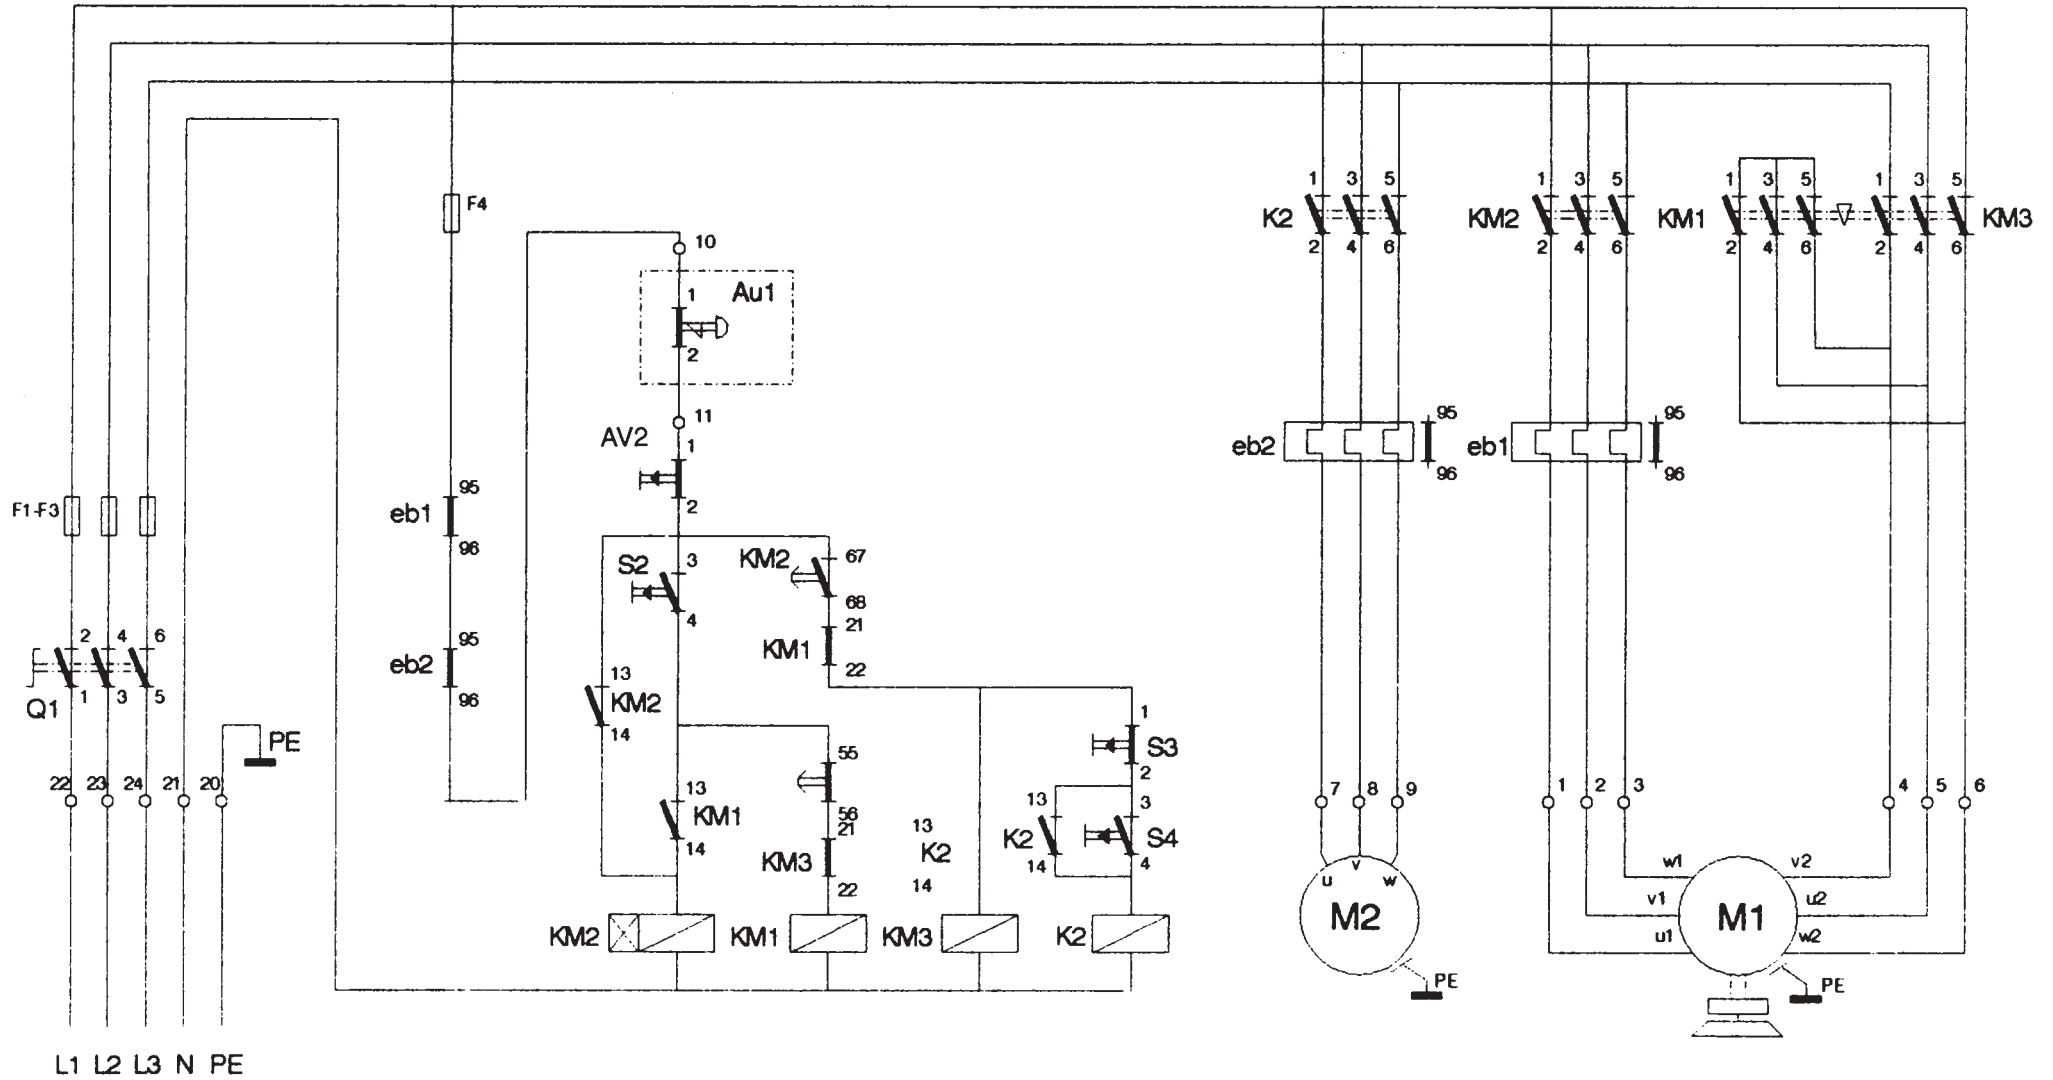 F4
10
1 Au1
2
11
AV2 1
2
1 3 5
K2
2 4 6
1 3 5
KM2
2 4 6
1 3 5 1 3 5
KM1 KM3
2 4 6 2 4 6
95
eb2
96
95
eb1
96
F1-F3
95
eb1
96
S2 3
4
KM2 67
68
21
KM1
22
2 4 6
1 3 5
Q1
95
eb2
96
13
KM2
14
PE
22 23 24 21 20
55
56
13
KM1
14
21
KM3
22
13
K2
14
1
S3
2
13
K2
14
3
S4
4
KM2 KM1 KM3 K2
7 8 9
u v w
M2
PE
1 2 3 4 5 6
w1 v2
v1 u2
u1 w2
M1
PE
L1 L2 L3 N PE